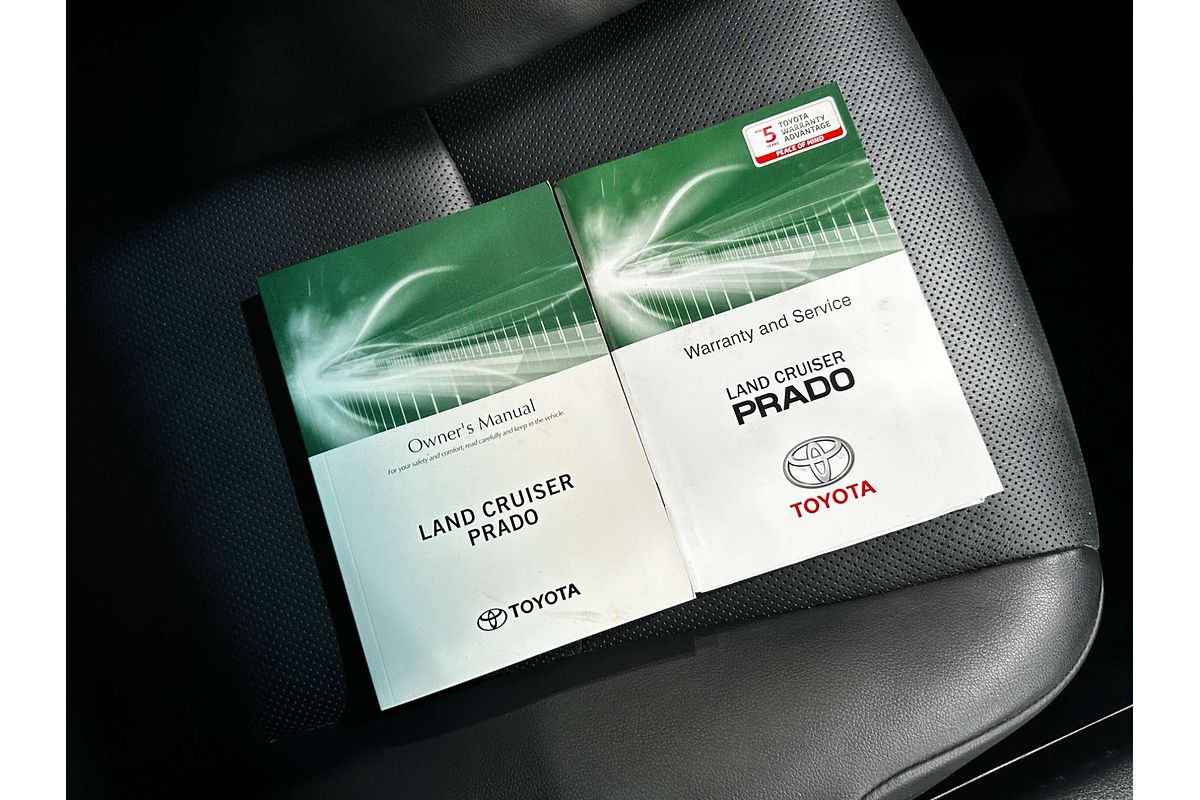 Owner's Manual
For your safety and comfort, read carefully and keep in the vehicle.
LAND CRUISER
PRADO
TOYOTA
5
YEARS
TOYOTA
WARRANTY
ADVANTAGE
PEACE OF MIND
Warranty and Service
LAND CRUISER
PRADO
TOYOTA